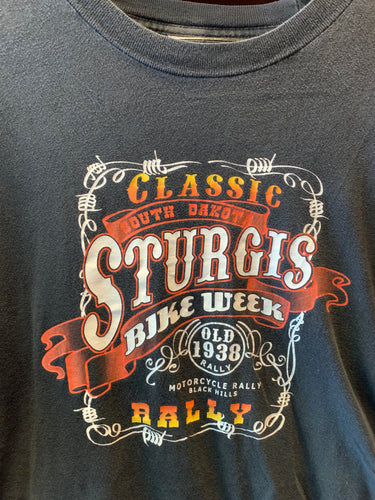 CLASSIC
SOUTH DAKOTA
STURGIS
BIKE WEEK
OLD
1938
RALLY
MOTORCYCLE RALLY
BLACK HILLS
RALLY